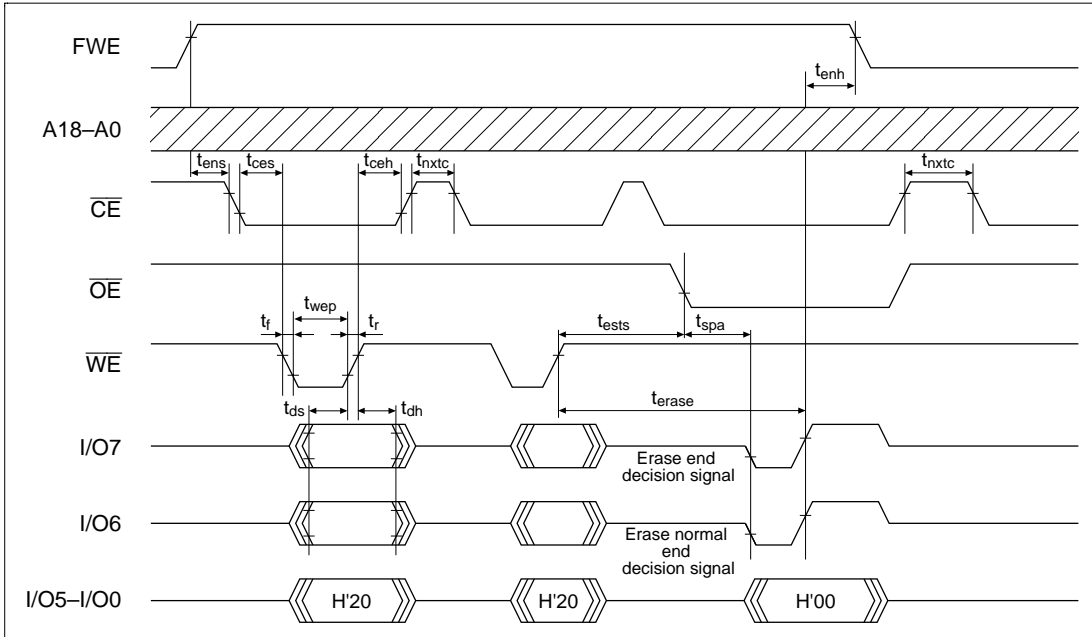 FWE
tenh
A18–A0
tens
tces
tceh
tnxtc
tnxtc
CE
OE
twep
tf
tr
tests
tspa
WE
terase
tds
tdh
I/O7
Erase end
decision signal
I/O6
Erase normal
end
decision signal
I/O5–I/O0
H'20
H'20
H'00